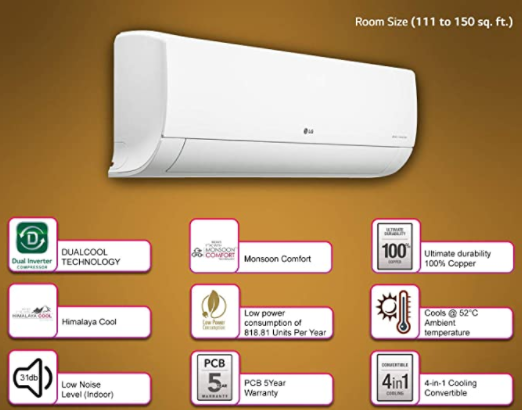 Room Size (111 to 150 sq. ft.)
LG
D
Dual Inverter
COMPRESSOR
DUALCOOL
TECHNOLOGY
MONSOON
COMFORT
Monsoon Comfort
ULTIMATE
DURABILITY
100%
COPPER
Ultimate durability
100% Copper
HIMALAYA COOL
Himalaya Cool
Low Power
Consumption
Low power
consumption of
818.81 Units Per Year
Cools @ 52°C
Ambient
temperature
31db
Low Noise
Level (Indoor)
PCB
5
WARRANTY
PCB 5Year
Warranty
CONVERTIBLE
4in1
COOLING
4-in-1 Cooling
Convertible